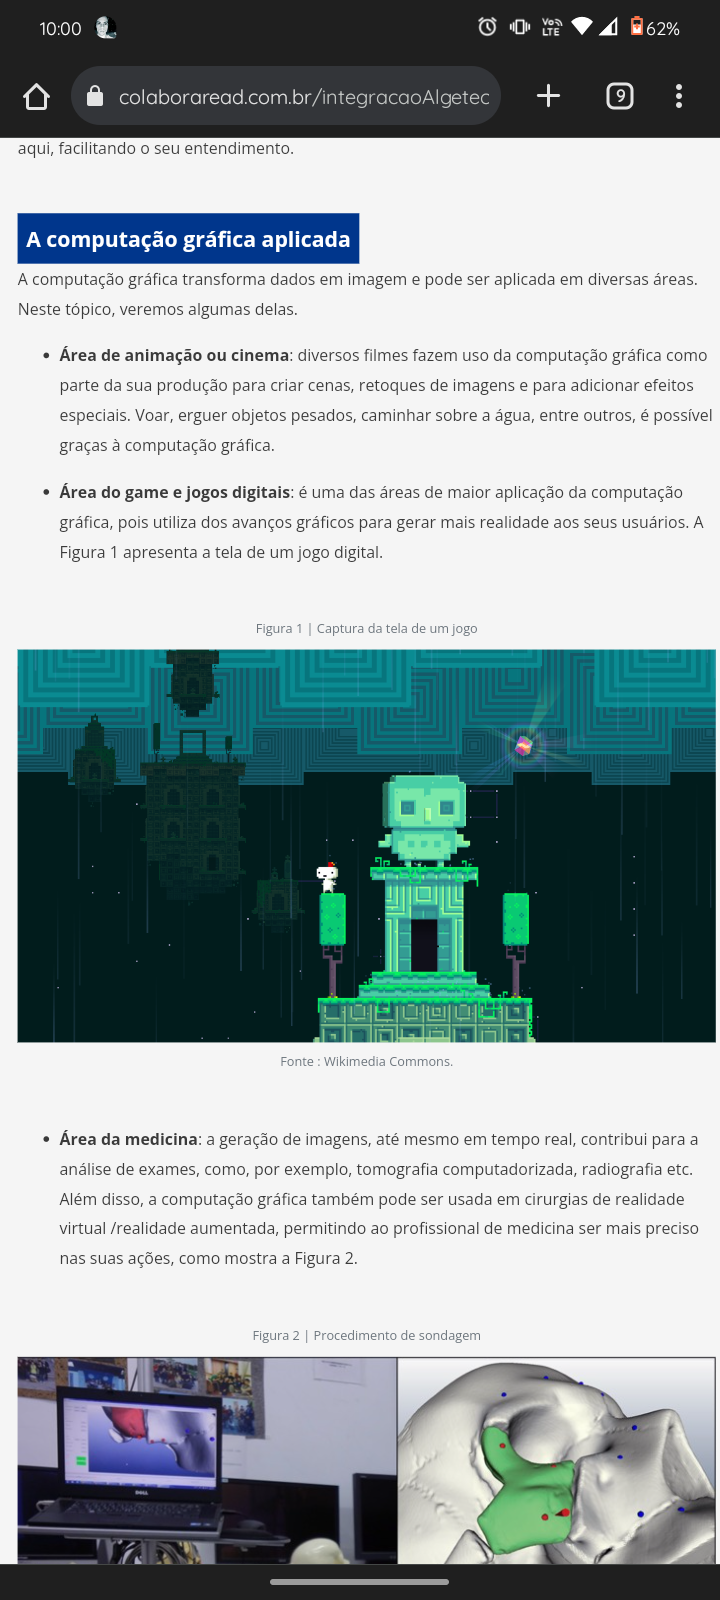 10:00
Vo))
LTE
62%
colaboraread.com.br/integracaoAlgetec
9
aqui, facilitando o seu entendimento.
A computação gráfica aplicada
A computação gráfica transforma dados em imagem e pode ser aplicada em diversas áreas.
Neste tópico, veremos algumas delas.
• Área de animação ou cinema: diversos filmes fazem uso da computação gráfica como
parte da sua produção para criar cenas, retoques de imagens e para adicionar efeitos
especiais. Voar, erguer objetos pesados, caminhar sobre a água, entre outros, é possível
graças à computação gráfica.
• Área do game e jogos digitais: é uma das áreas de maior aplicação da computação
gráfica, pois utiliza dos avanços gráficos para gerar mais realidade aos seus usuários. A
Figura 1 apresenta a tela de um jogo digital.
Figura 1 | Captura da tela de um jogo
Fonte : Wikimedia Commons.
• Área da medicina: a geração de imagens, até mesmo em tempo real, contribui para a
análise de exames, como, por exemplo, tomografia computadorizada, radiografia etc.
Além disso, a computação gráfica também pode ser usada em cirurgias de realidade
virtual /realidade aumentada, permitindo ao profissional de medicina ser mais preciso
nas suas ações, como mostra a Figura 2.
Figura 2 | Procedimento de sondagem
DELL